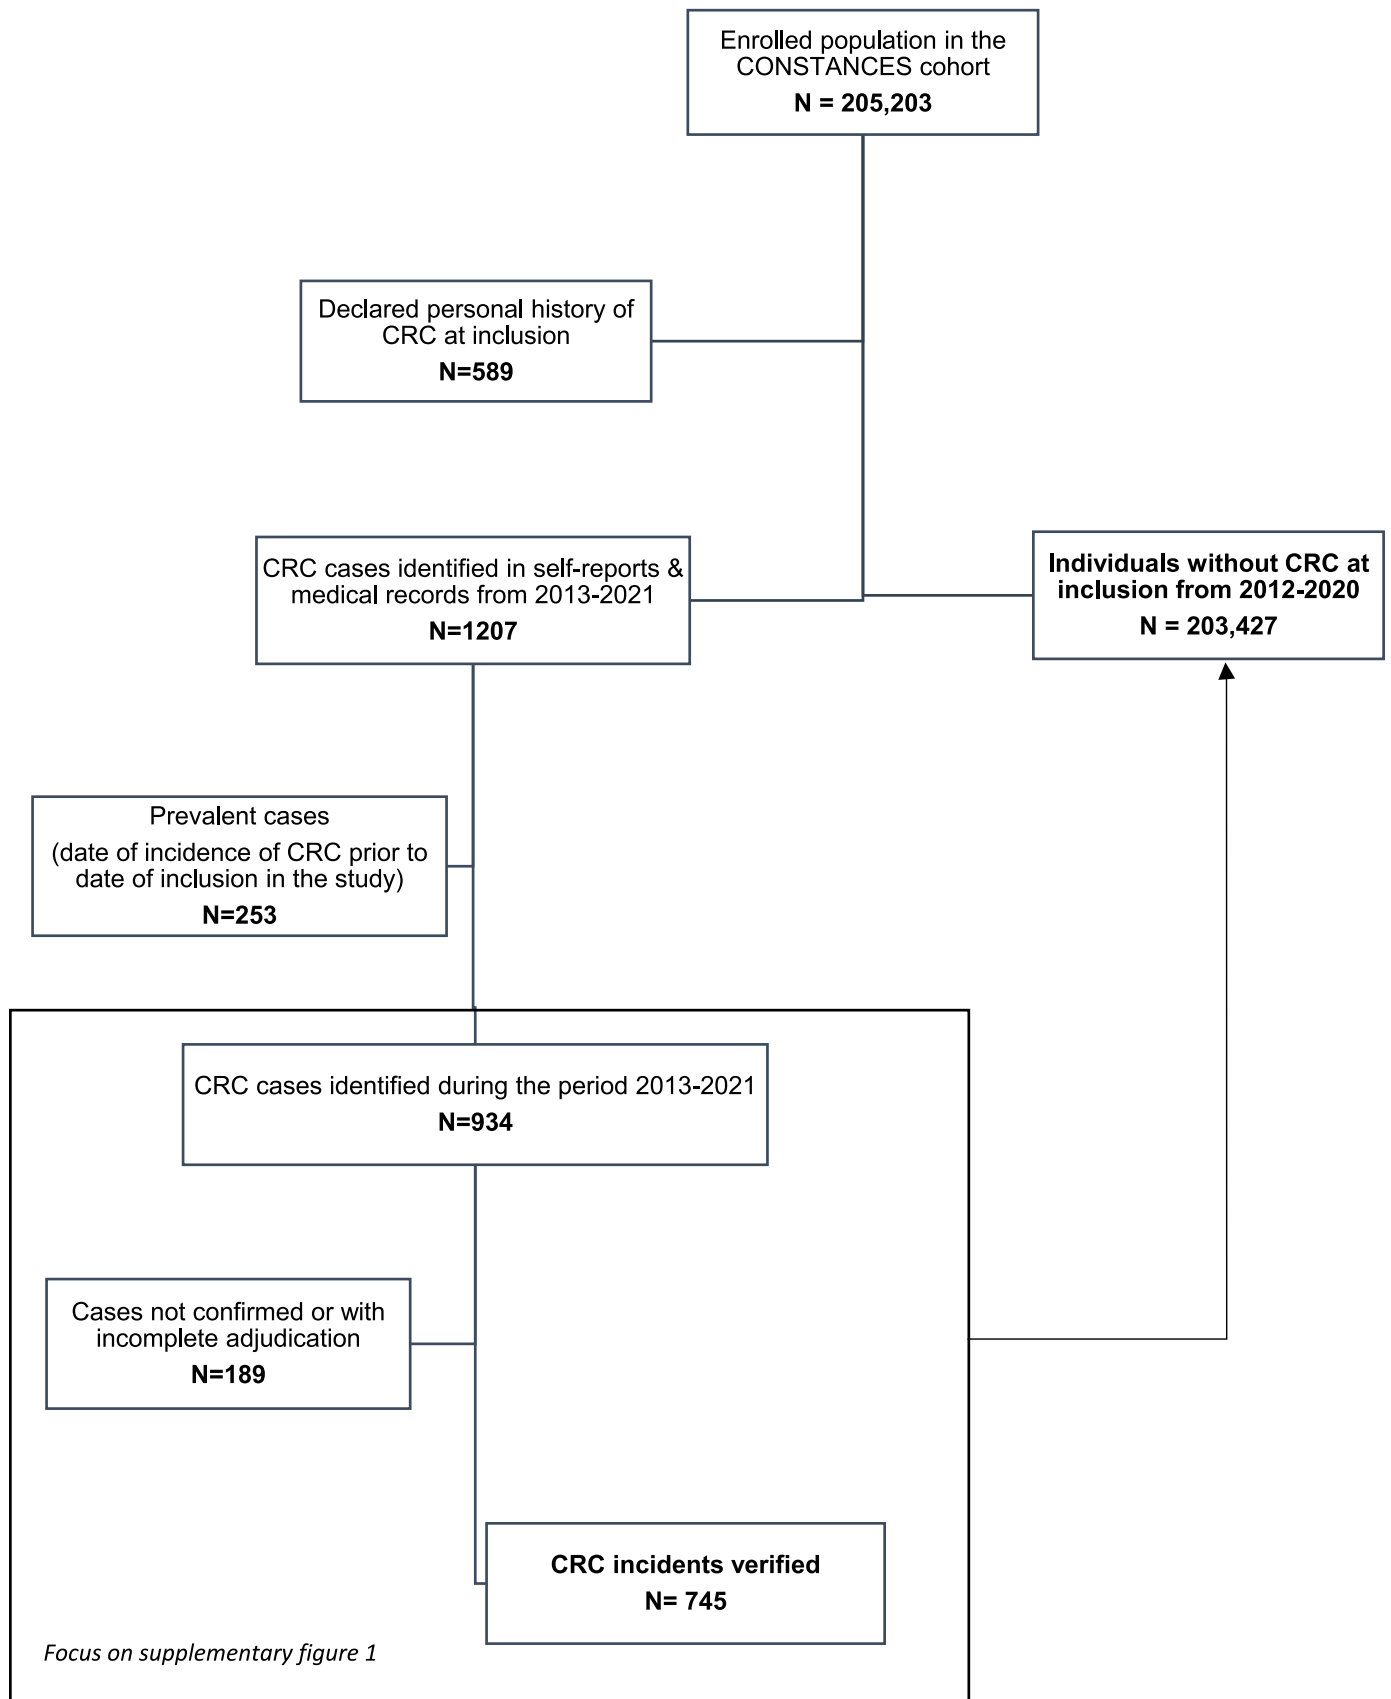 Enrolled population in the
CONSTANCES cohort
N = 205,203
Declared personal history of
CRC at inclusion
N=589
CRC cases identified in self-reports &
medical records from 2013-2021
N=1207
Individuals without CRC at
inclusion from 2012-2020
N = 203,427
Prevalent cases
(date of incidence of CRC prior to
date of inclusion in the study)
N=253
CRC cases identified during the period 2013-2021
N=934
Cases not confirmed or with
incomplete adjudication
N=189
CRC incidents verified
N= 745
Focus on supplementary figure 1